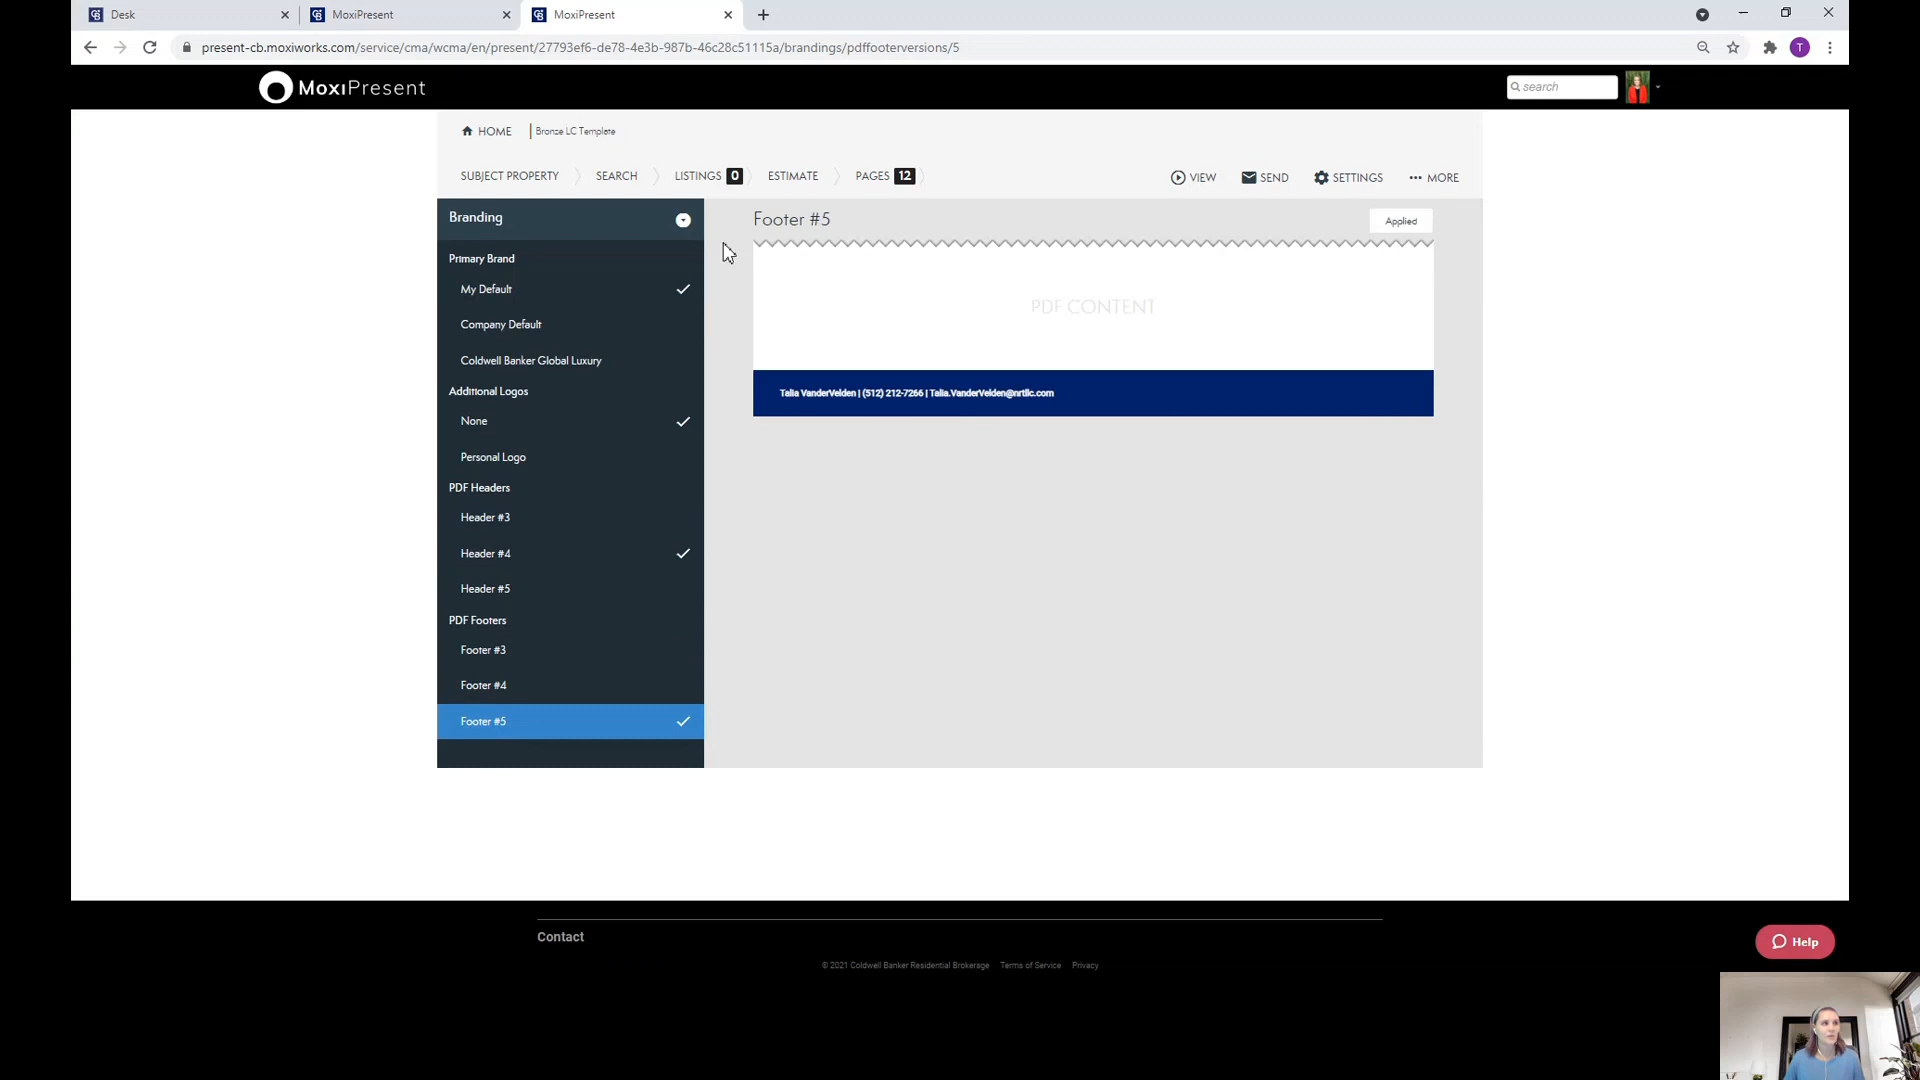 Desk
MoxiPresent
MoxiPresent
present-cb.moxiworks.com/service/cma/wcma/en/present/27793ef6-de78-4e3b-987b-46c28c51115a/brandings/pdffooterversions/5
T
MoxiPresent
search
HOME
Bronze LC Template
SUBJECT PROPERTY
SEARCH
LISTINGS 0
ESTIMATE
PAGES 12
VIEW
SEND
SETTINGS
MORE
Branding
Primary Brand
My Default
Company Default
Coldwell Banker Global Luxury
Additional Logos
None
Personal Logo
PDF Headers
Header #3
Header #4
Header #5
PDF Footers
Footer #3
Footer #4
Footer #5
Footer #5
Applied
PDF CONTENT
Talia VanderVelden | (512) 212-7266 | Talia.VanderVelden@nrtllc.com
Contact
© 2021 Coldwell Banker Residential Brokerage Terms of Service Privacy
Help